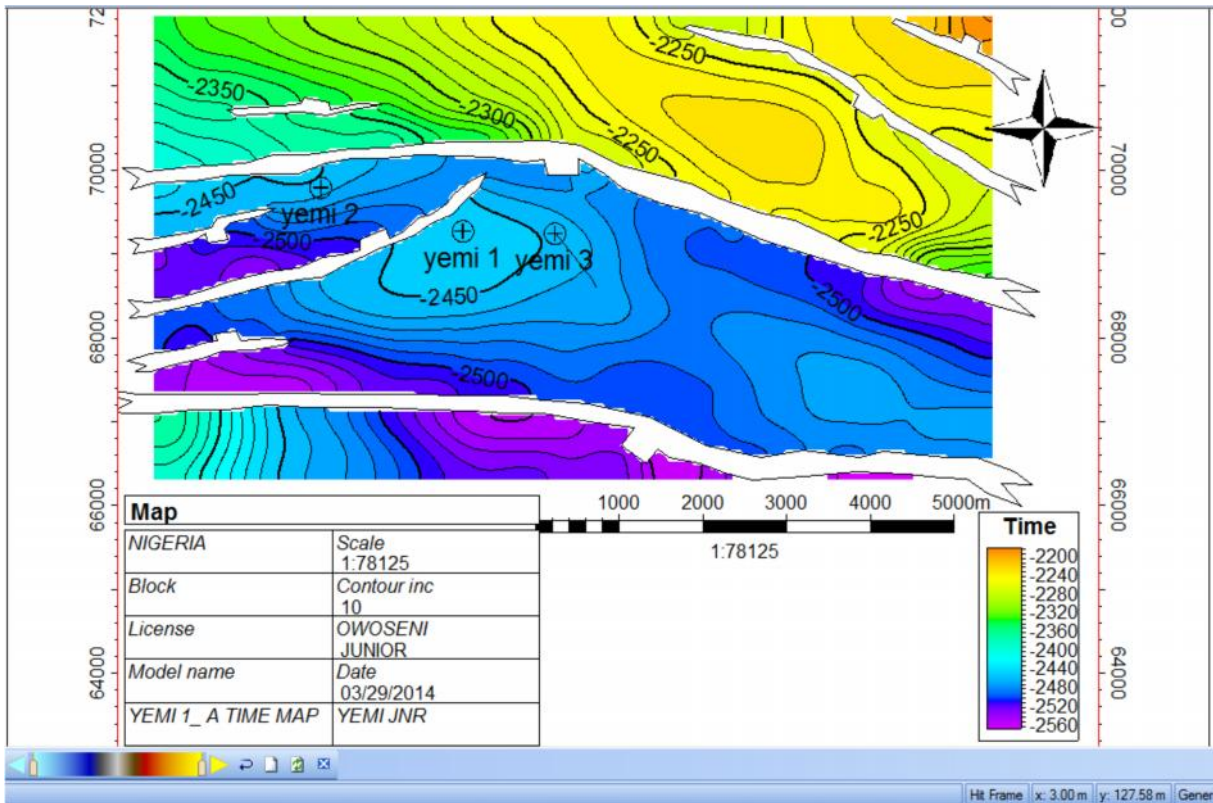 72
00
-2250
-2350
-2300
-2250
70000
70000
-2450
yemi 2
-2500
yemi 1
yemi 3
-2250
-2450
-2500
68000
68000
-2500
66000
66000
1000 2000 3000 4000 5000m
1:78125
Map
NIGERIA Scale
1:78125
Block Contour inc
10
License OWOSENI
JUNIOR
Model name Date
03/29/2014
YEMI 1_ A TIME MAP YEMI JNR
Time
-2200
-2240
-2280
-2320
-2360
-2400
-2440
-2480
-2520
-2560
64000
64000
Hit Frame x: 3.00 m y: 127.58 m Gener